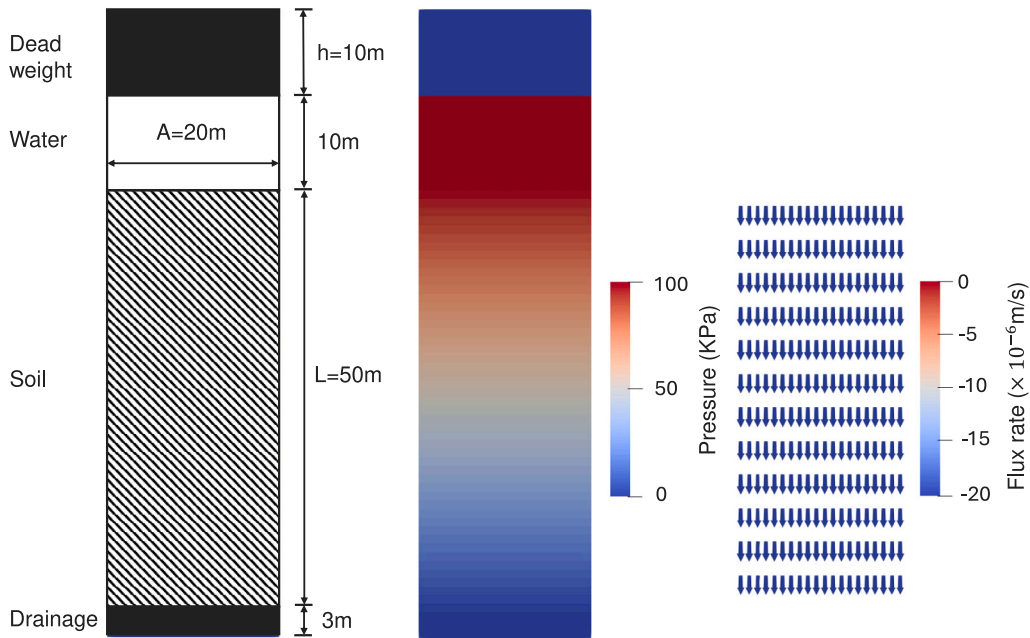 Dead
weight
h=10m
Water
A=20m
10m
Soil
L=50m
Drainage
3m
100
50
0
Pressure (KPa)
0
-5
-10
-15
-20
Flux rate (× 10⁻⁶m/s)